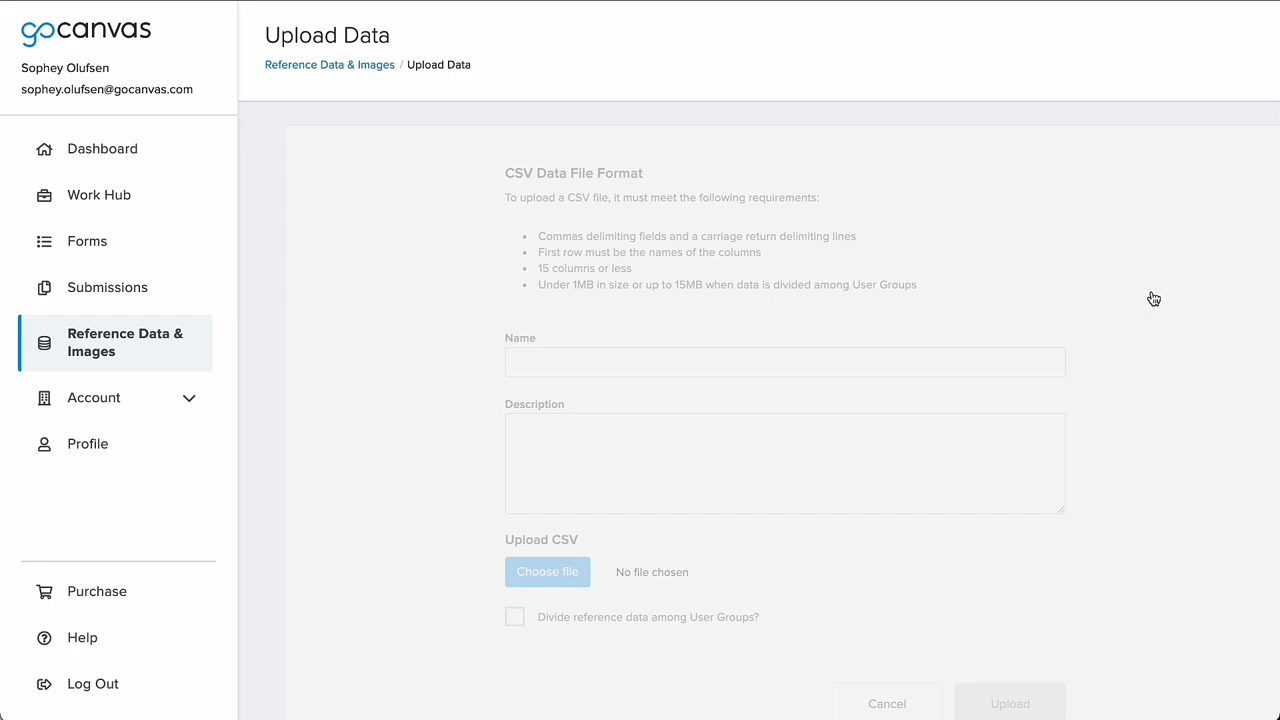 gocanvas
Sophey Olufsen
sophey.olufsen@gocanvas.com
Dashboard
Work Hub
Forms
Submissions
Reference Data &
Images
Account
Profile
Purchase
Help
Log Out
Upload Data
Reference Data & Images / Upload Data
CSV Data File Format
To upload a CSV file, it must meet the following requirements:
• Commas delimiting fields and a carriage return delimiting lines
• First row must be the names of the columns
• 15 columns or less
• Under 1MB in size or up to 15MB when data is divided among User Groups
Name
Description
Upload CSV
Choose file No file chosen
Divide reference data among User Groups?
Cancel Upload